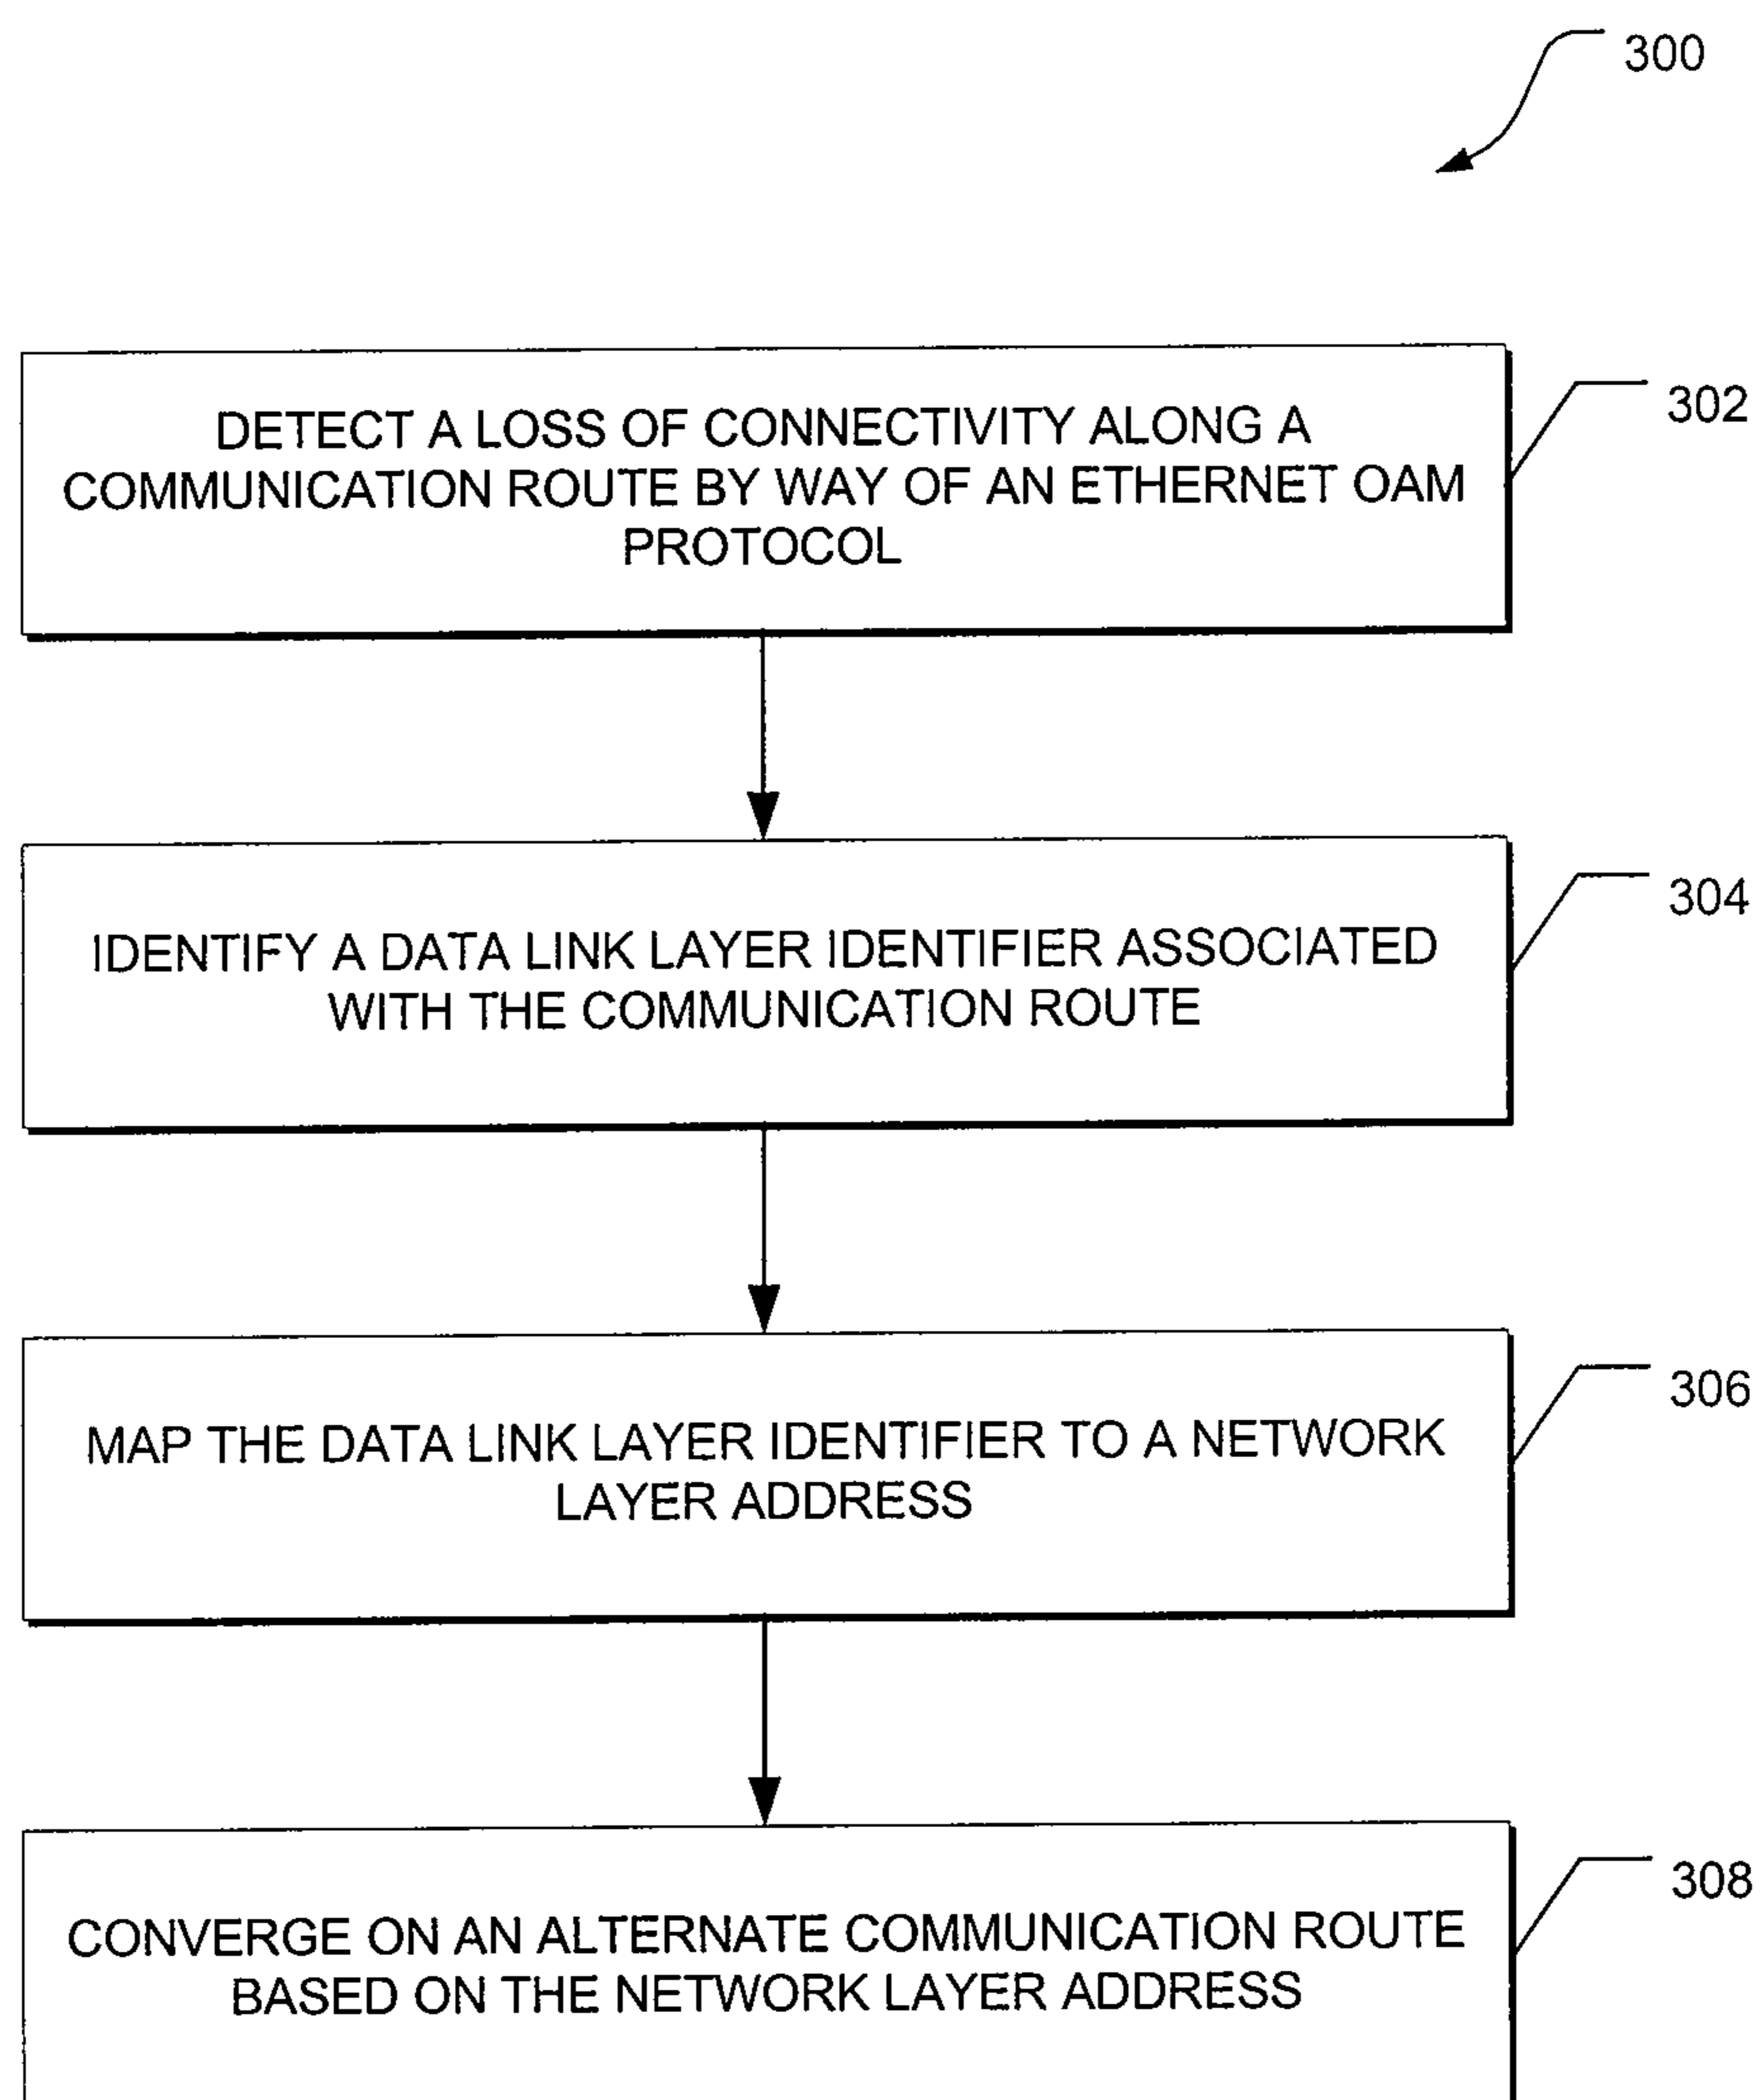 300
DETECT A LOSS OF CONNECTIVITY ALONG A
COMMUNICATION ROUTE BY WAY OF AN ETHERNET OAM
PROTOCOL
302
IDENTIFY A DATA LINK LAYER IDENTIFIER ASSOCIATED
WITH THE COMMUNICATION ROUTE
304
MAP THE DATA LINK LAYER IDENTIFIER TO A NETWORK
LAYER ADDRESS
306
CONVERGE ON AN ALTERNATE COMMUNICATION ROUTE
BASED ON THE NETWORK LAYER ADDRESS
308